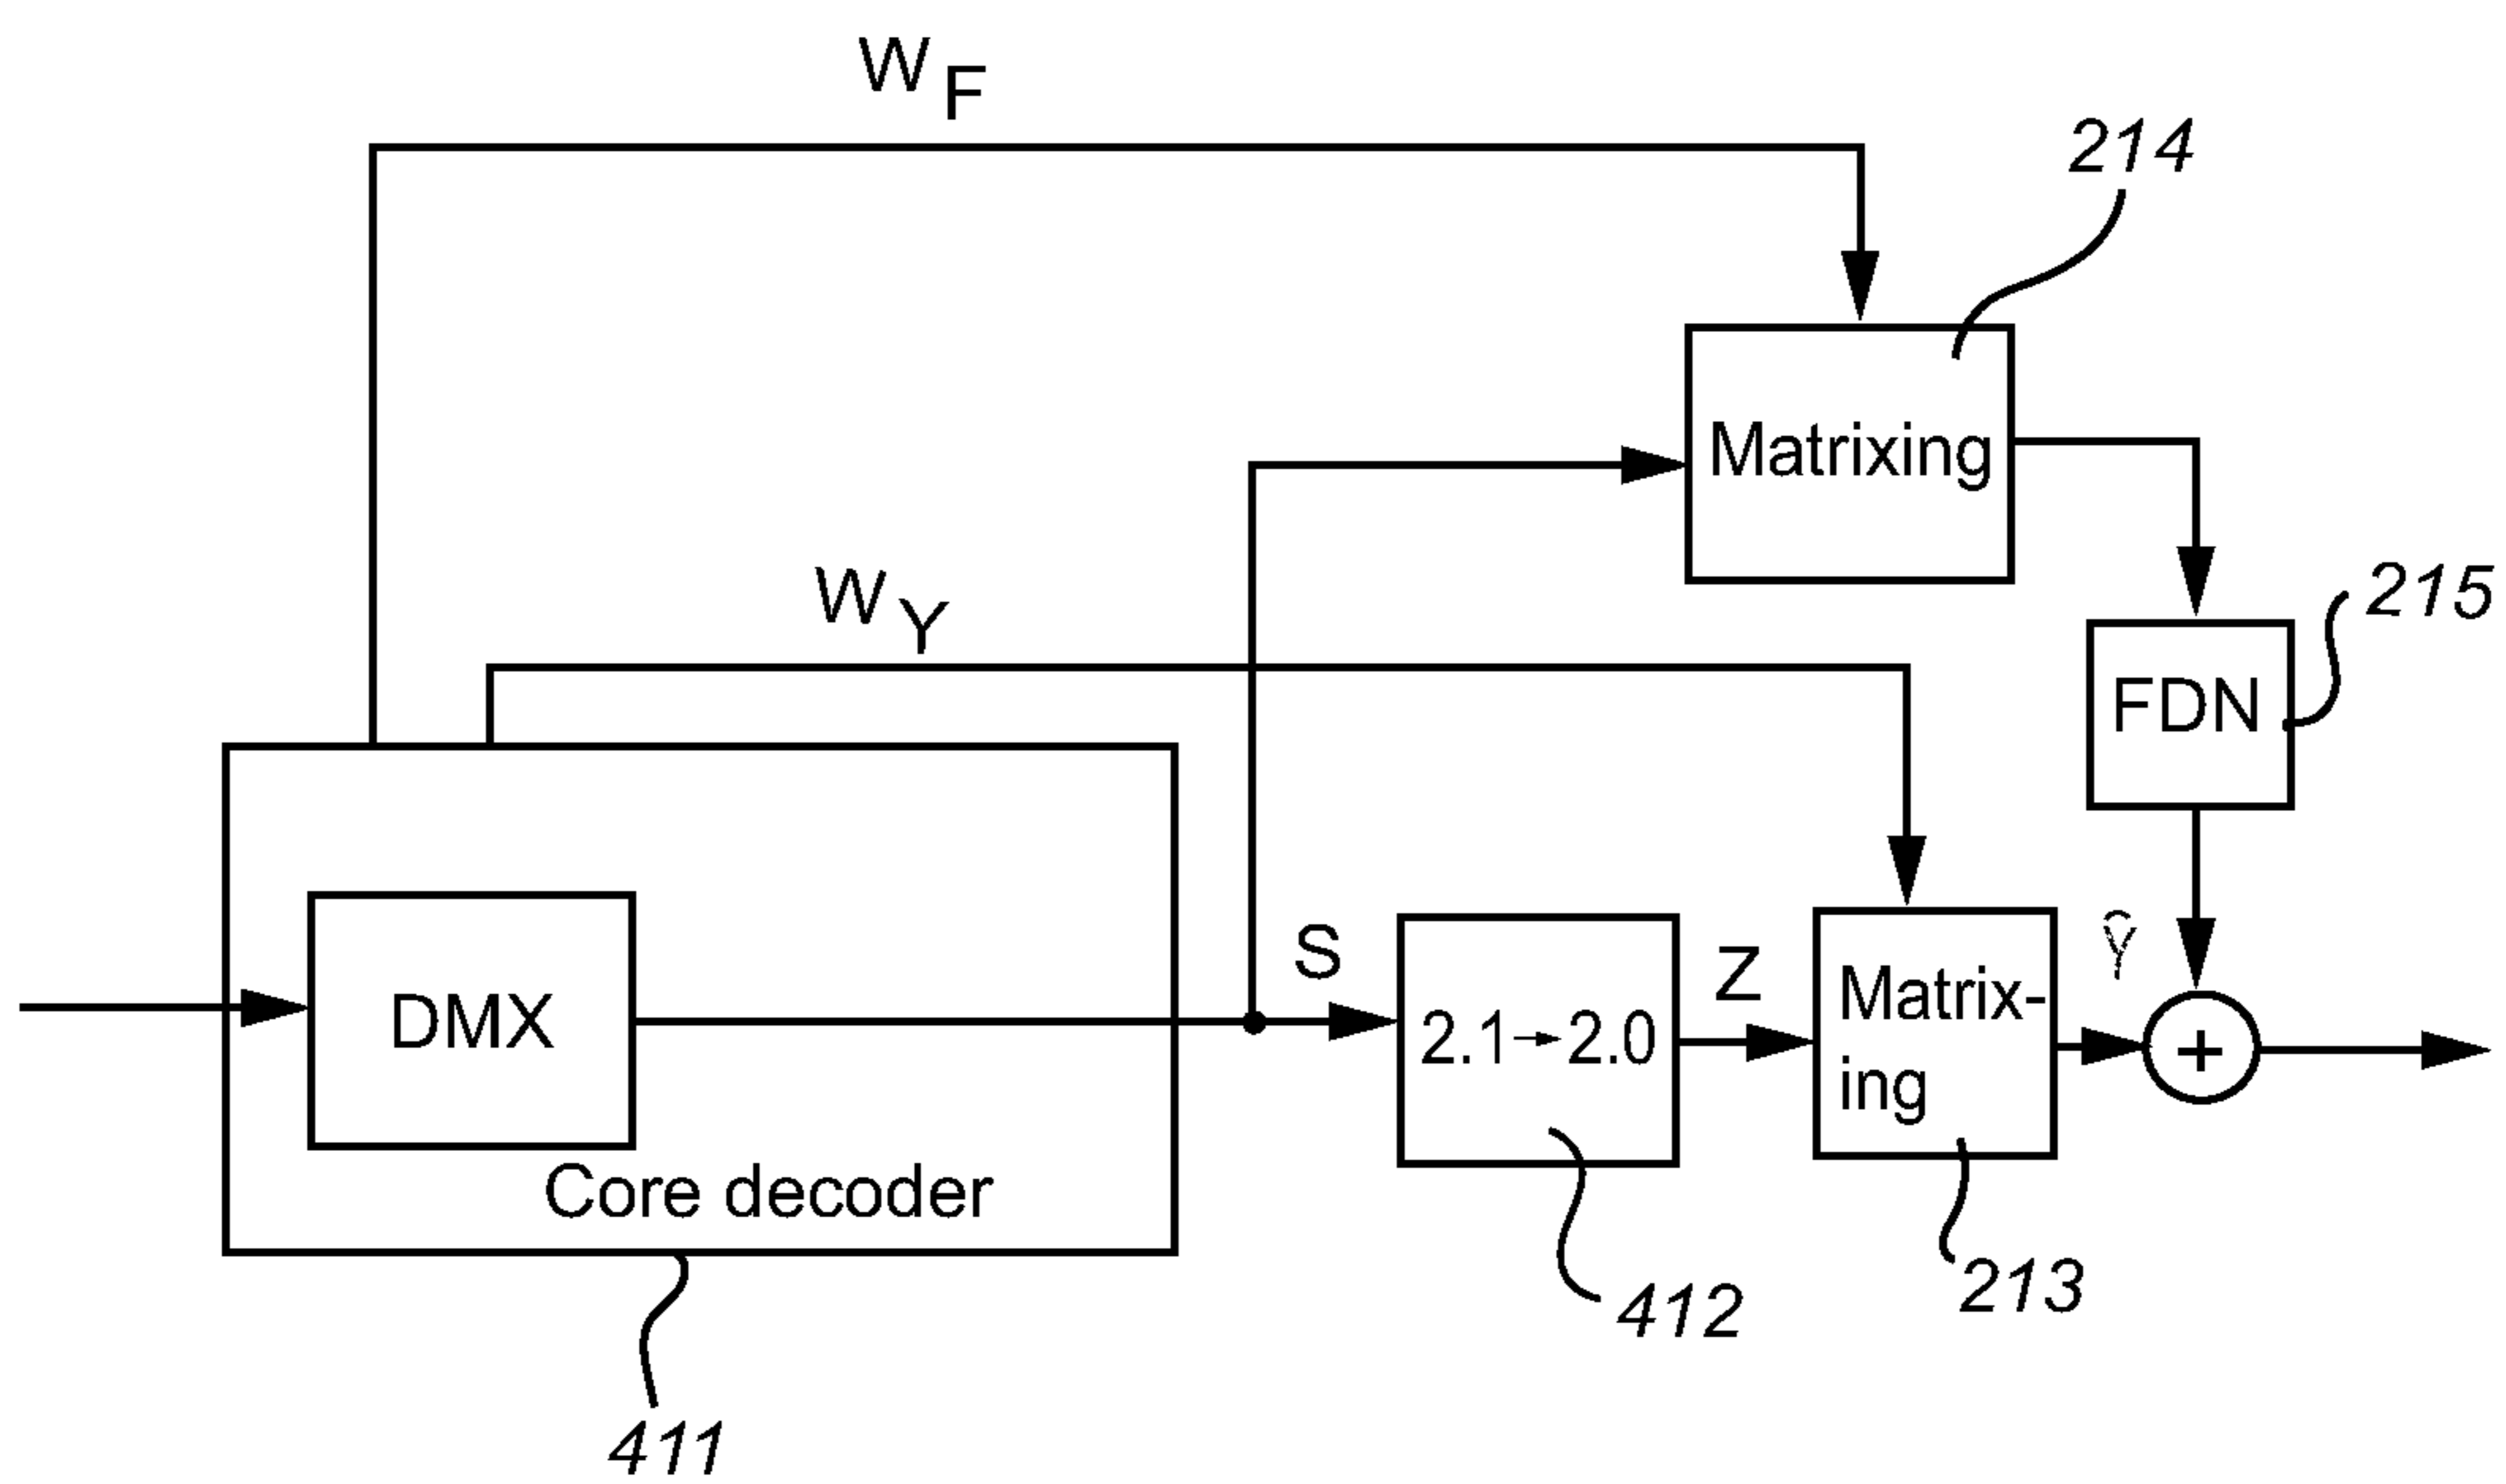 W F
214
Matrixing
W Y
215
FDN
S
Z
Ŷ
DMX
2.1→2.0
Matrix-
ing
+
Core decoder
412
213
411